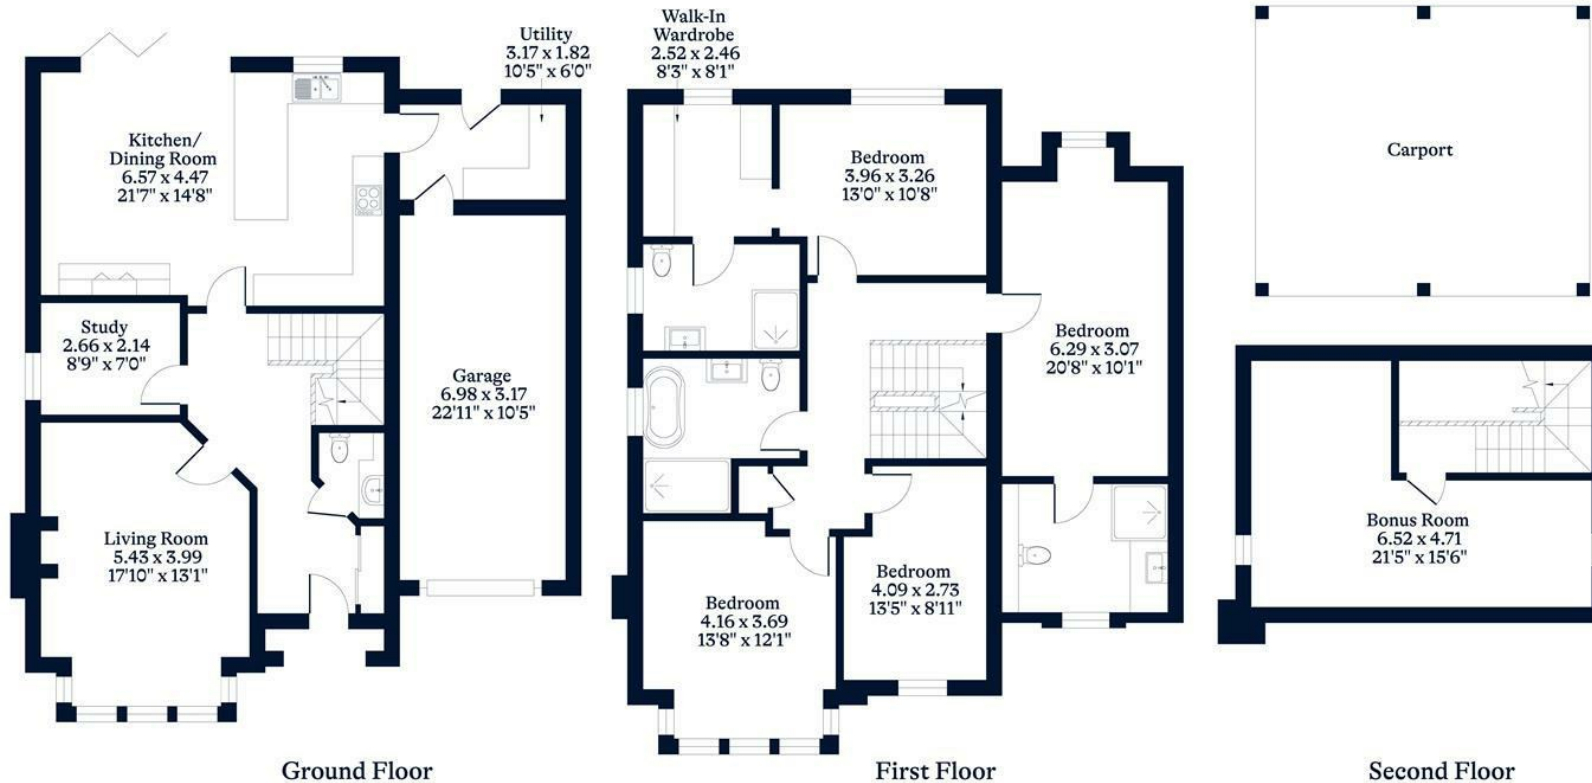 Utility
3.17 x 1.82
10'5" x 6'0"
Kitchen/
Dining Room
6.57 x 4.47
21'7" x 14'8"
Study
2.66 x 2.14
8'9" x 7'0"
Garage
6.98 x 3.17
22'11" x 10'5"
Living Room
5.43 x 3.99
17'10" x 13'1"
Ground Floor
Walk-In
Wardrobe
2.52 x 2.46
8'3" x 8'1"
Bedroom
3.96 x 3.26
13'0" x 10'8"
Bedroom
6.29 x 3.07
20'8" x 10'1"
Bedroom
4.16 x 3.69
13'8" x 12'1"
Bedroom
4.09 x 2.73
13'5" x 8'11"
First Floor
Carport
Bonus Room
6.52 x 4.71
21'5" x 15'6"
Second Floor